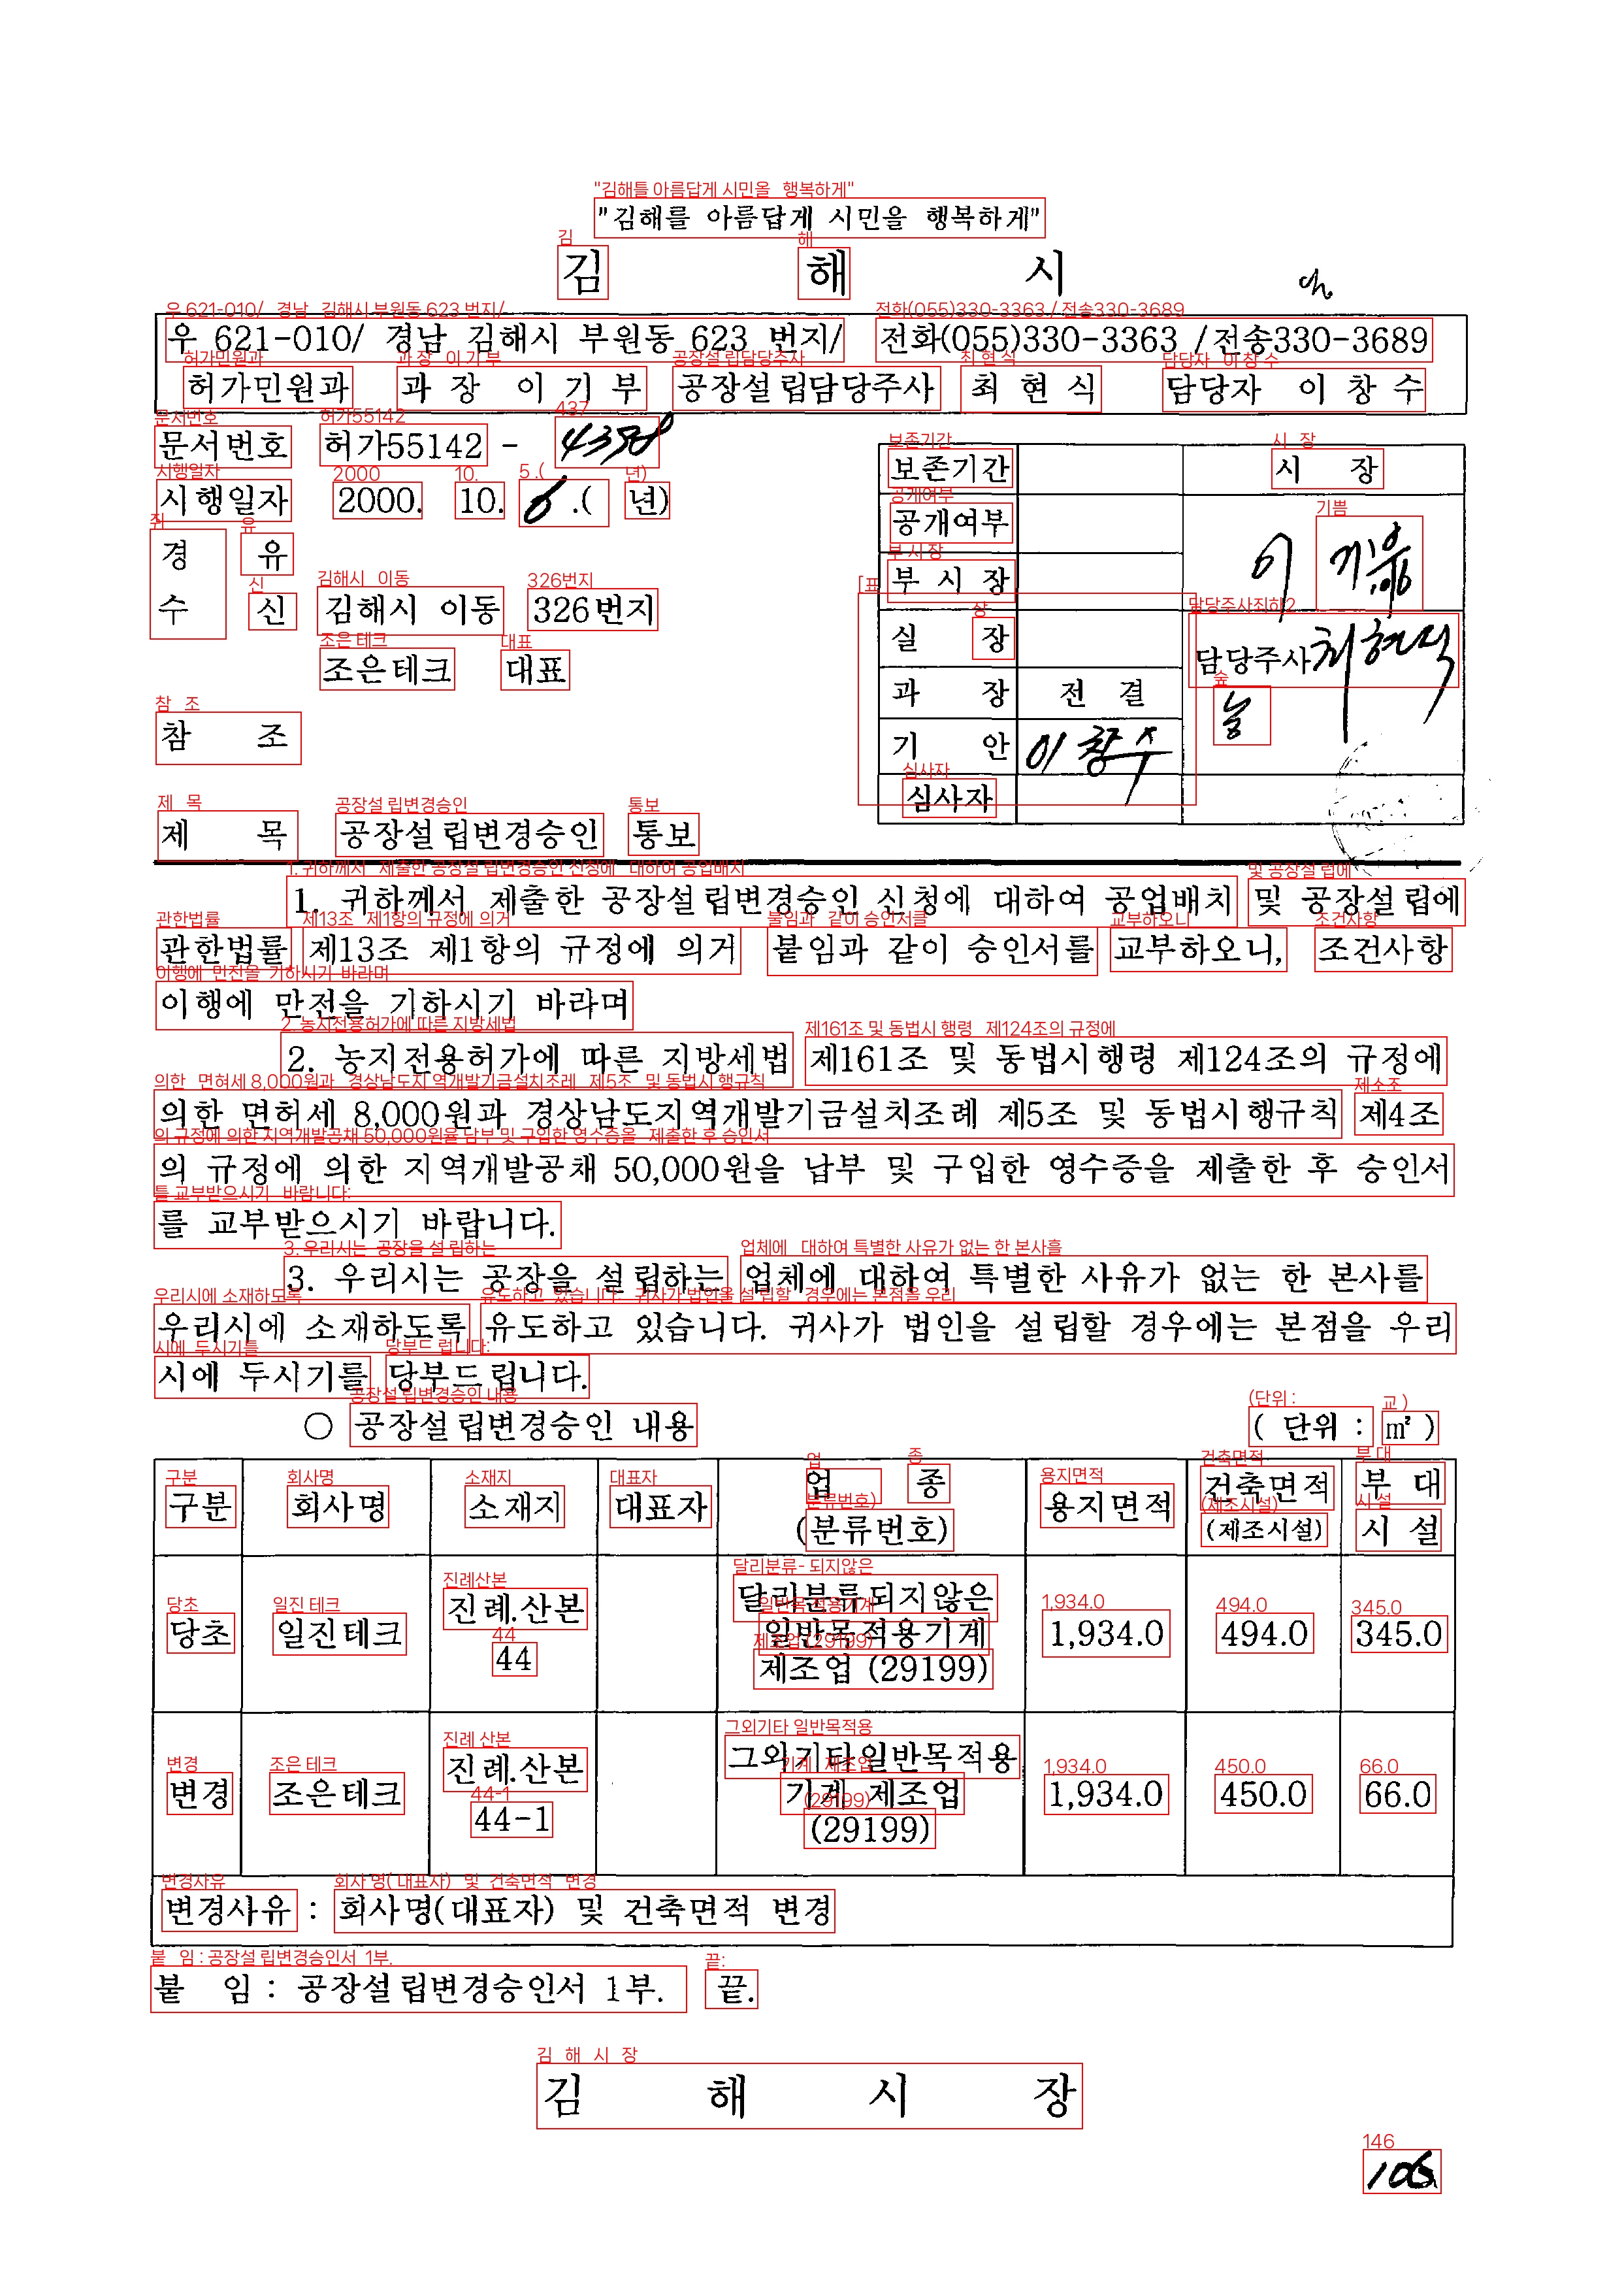 "김해를 아름답게 시민을 행복하게"
김 해 시
우 621-010/ 경남 김해시 부원동 623 번지/ 전화(055)330-3363 /전송330-3689
허가민원과 과 장 이 기 부 공장설립담당주사 최 현 식 담당자 이 창 수
문서번호 허가55142 -
시행일자 2000. 10. 6.( 년)
경 유
수 신 김해시 이동 326번지
조은테크 대표
참 조
제 목 공장설립변경승인 통보
보존기간 시 장
공개여부
부 시 장
실 장 담당주사 최현식
과 장 전 결
기 안 이창수
심사자
1. 귀하께서 제출한 공장설립변경승인 신청에 대하여 공업배치 및 공장설립에
관한법률 제13조 제1항의 규정에 의거 붙임과 같이 승인서를 교부하오니, 조건사항
이행에 만전을 기하시기 바라며
2. 농지전용허가에 따른 지방세법 제161조 및 동법시행령 제124조의 규정에
의한 면허세 8,000원과 경상남도지역개발기금설치조례 제5조 및 동법시행규칙 제4조
의 규정에 의한 지역개발공채 50,000원을 납부 및 구입한 영수증을 제출한 후 승인서
를 교부받으시기 바랍니다.
3. 우리시는 공장을 설립하는 업체에 대하여 특별한 사유가 없는 한 본사를
우리시에 소재하도록 유도하고 있습니다. 귀사가 법인을 설립할 경우에는 본점을 우리
시에 두시기를 당부드립니다.
○ 공장설립변경승인 내용 ( 단위 : ㎡ )
구분 회사명 소재지 대표자 업 종 (분류번호) 용지면적 건축면적 (제조시설) 부 대 시 설
당초 일진테크 진례.산본 44 달리분류되지않은 일반목적용기계 제조업 (29199) 1,934.0 494.0 345.0
변경 조은테크 진례.산본 44-1 그외기타일반목적용 기계 제조업 (29199) 1,934.0 450.0 66.0
변경사유 : 회사명(대표자) 및 건축면적 변경
붙 임 : 공장설립변경승인서 1부. 끝.
김 해 시 장